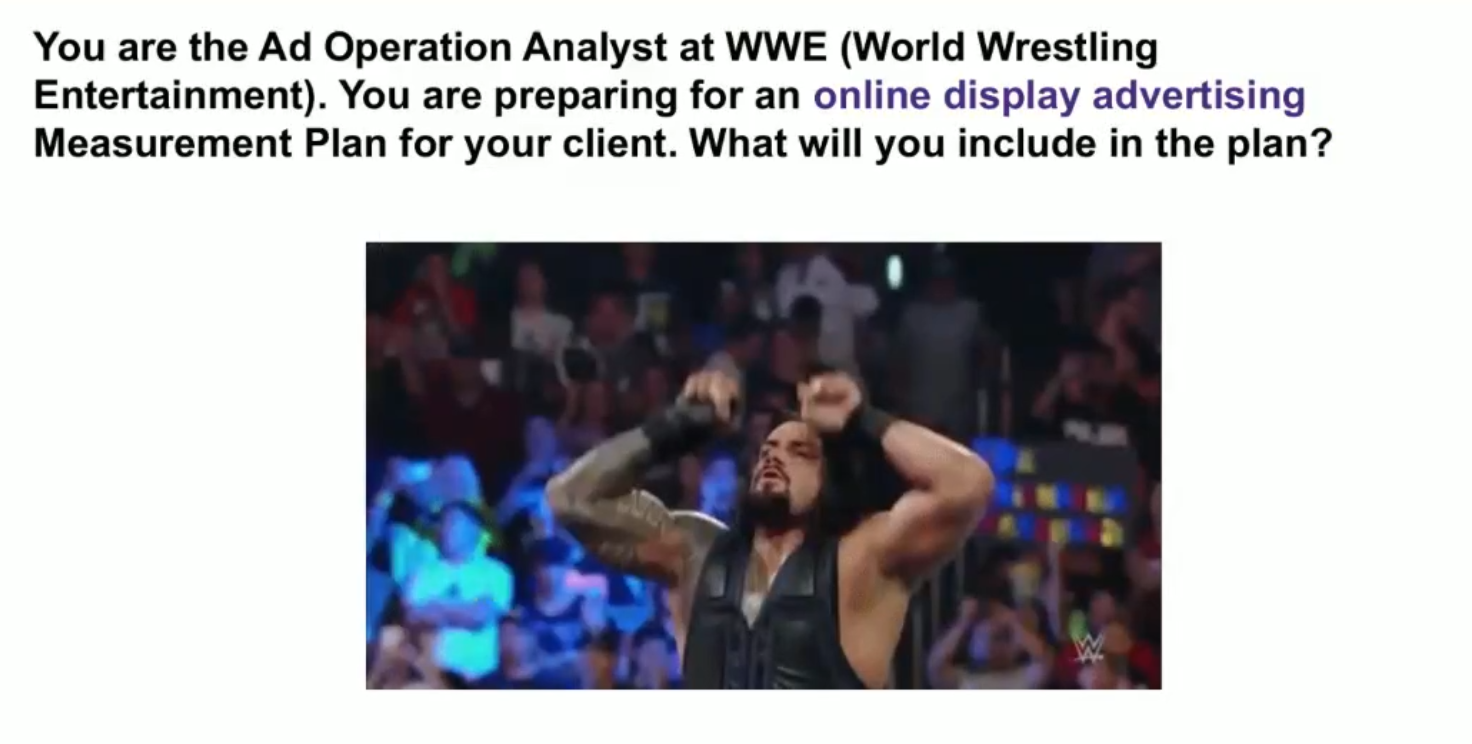 You are the Ad Operation Analyst at WWE (World Wrestling
Entertainment). You are preparing for an online display advertising
Measurement Plan for your client. What will you include in the plan?
W